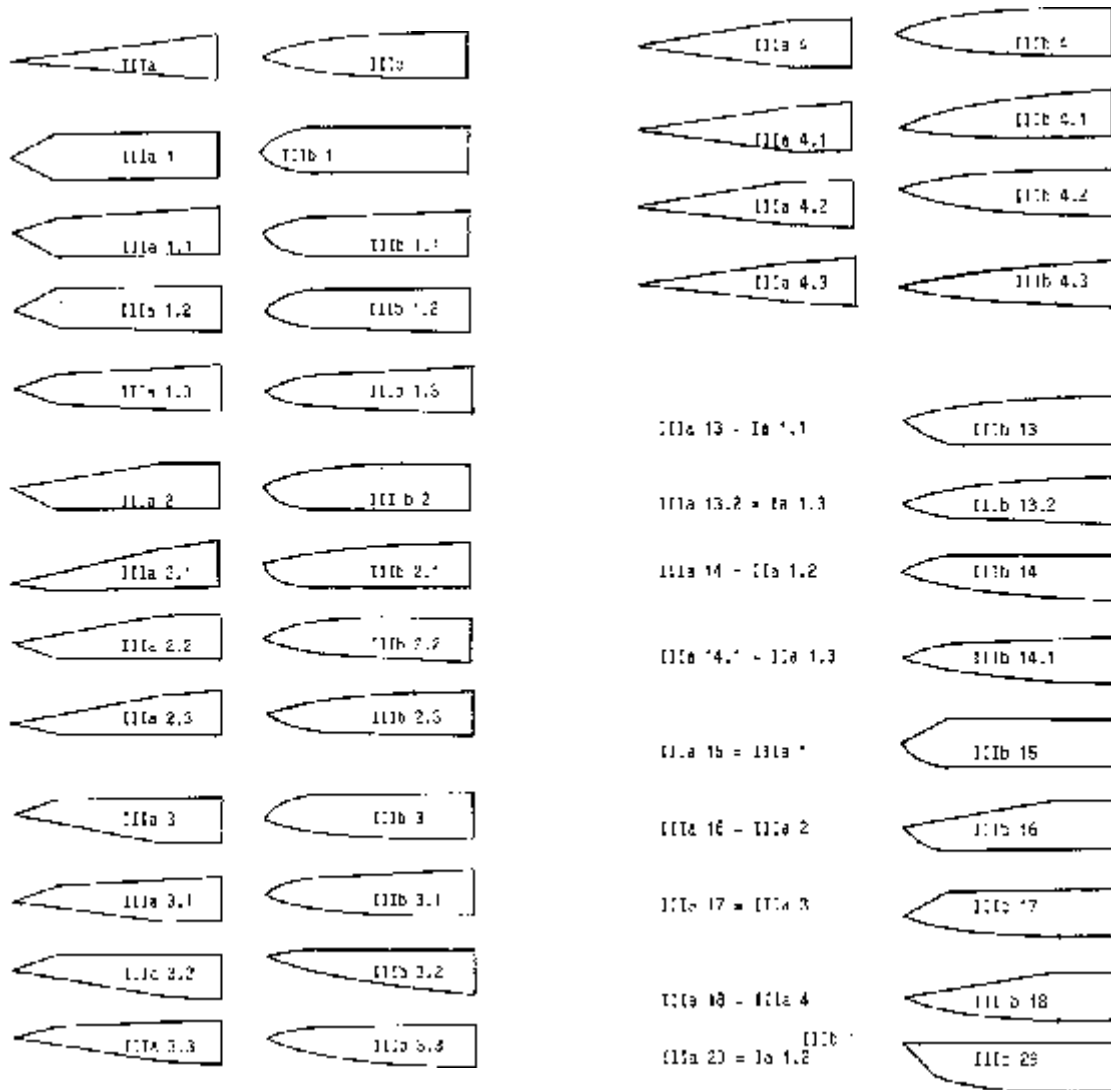 IIIa
IIIb
IIIa 1
IIIb 1
IIIa 1.1
IIIb 1.1
IIIa 1.2
IIIb 1.2
IIIa 1.3
IIIb 1.3
IIIa 2
III b 2
IIIa 2.1
IIIb 2.1
IIIa 2.2
IIIb 2.2
IIIa 2.3
IIIb 2.3
IIIa 3
IIIb 3
IIIa 3.1
IIIb 3.1
IIIa 3.2
IIIb 3.2
IIIA 3.3
IIIb 3.3
IIIa 4
IIIb 4
IIIa 4.1
IIIb 4.1
IIIa 4.2
IIIb 4.2
IIIa 4.3
IIIb 4.3
IIIa 13 = Ia 1.1
IIIb 13
IIIa 13.2 = Ia 1.3
IIIb 13.2
IIIa 14 = IIa 1.2
IIIb 14
IIIa 14.1 = IIa 1.3
IIIb 14.1
IIIa 15 = IIIa 1
IIIb 15
IIIa 16 = IIIa 2
IIIb 16
IIIa 17 = IIIa 3
IIIb 17
IIIa 18 = IIIa 4
III b 18
IIIb
IIIa 20 = Ia 1.2